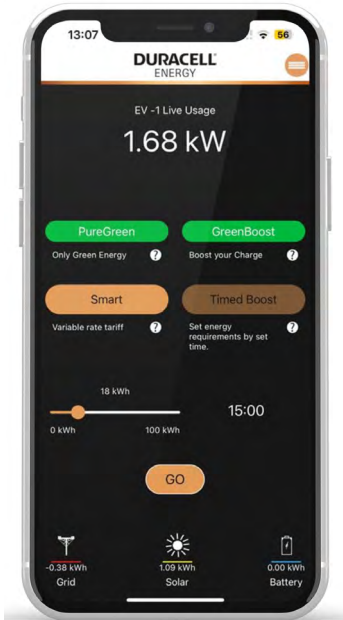 13:07
56
DURACELL
ENERGY
EV -1 Live Usage
1.68 kW
PureGreen
GreenBoost
Only Green Energy ?
Boost your Charge ?
Smart
Timed Boost
Variable rate tariff ?
Set energy ?
requirements by set
time.
18 kWh
15:00
0 kWh
100 kWh
GO
-0.38 kWh
1.09 kWh
0.00 kWh
Grid
Solar
Battery